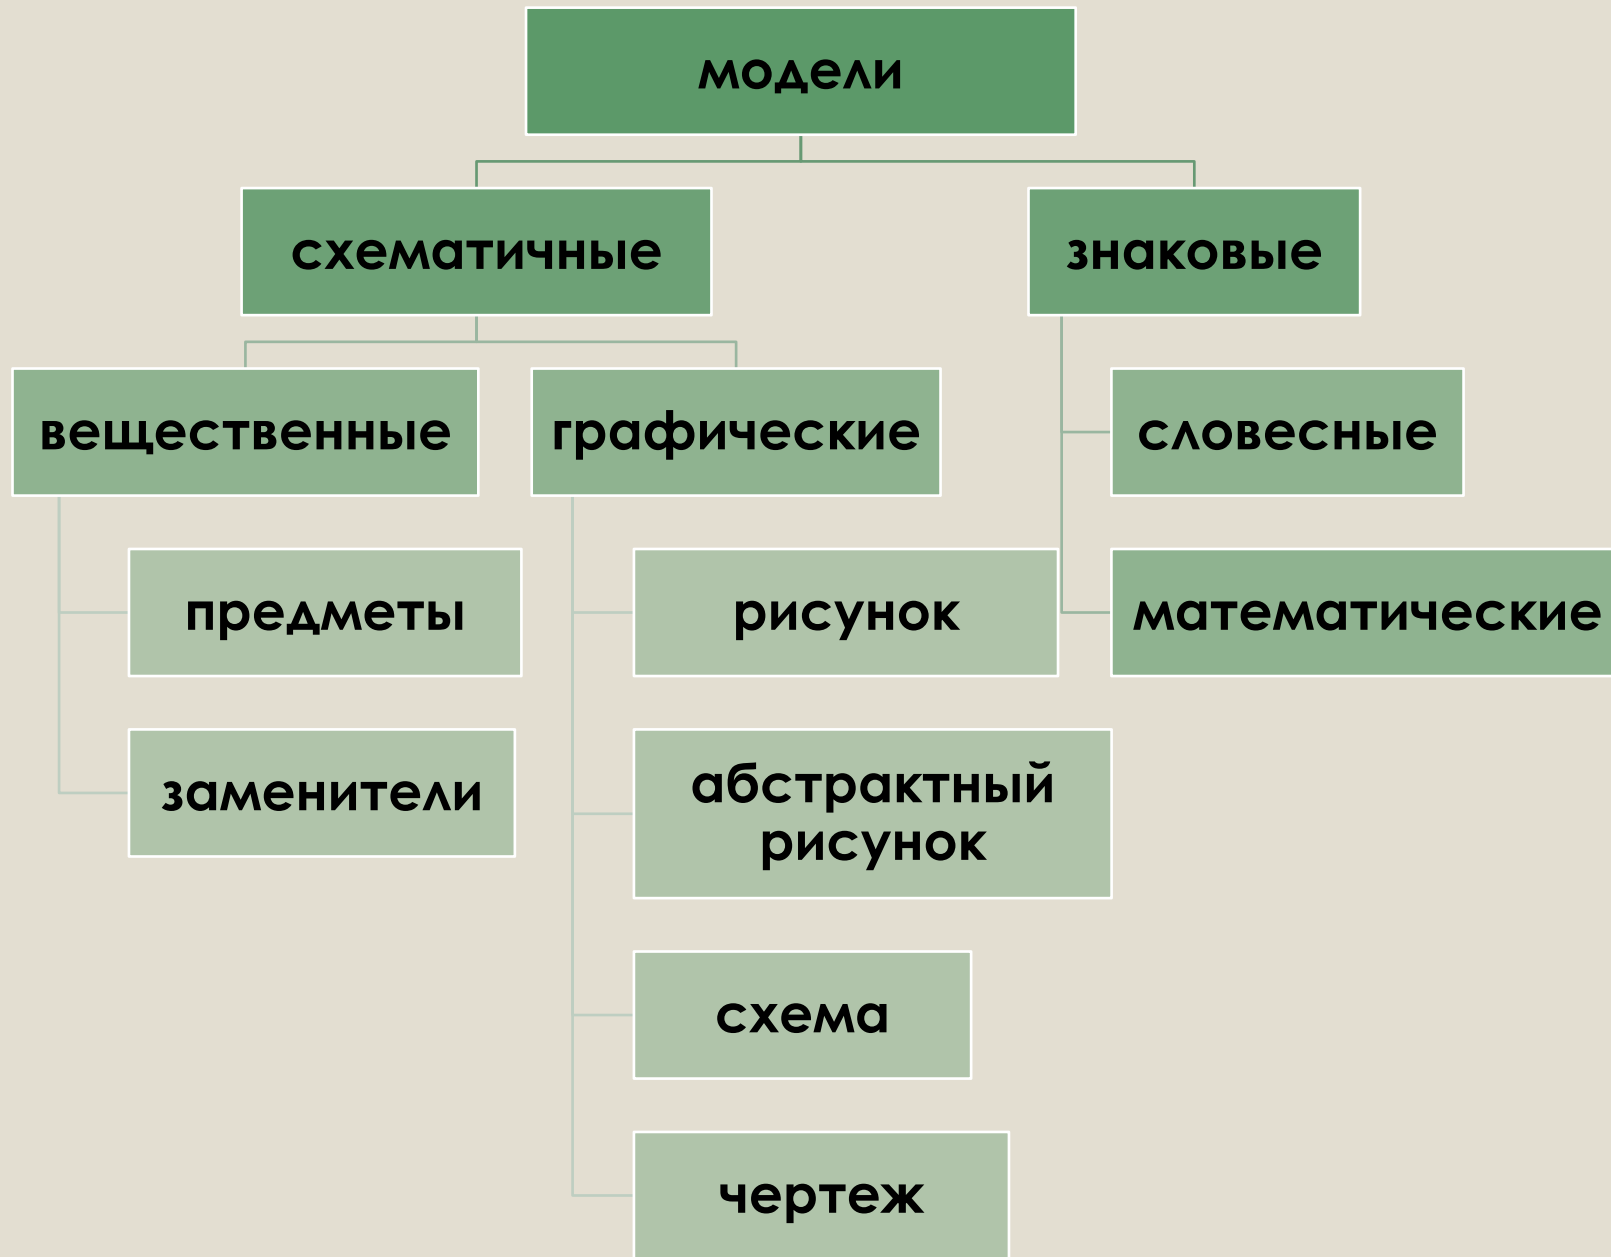 модели
схематичные
вещественные
предметы
заменители
графические
рисунок
абстрактный
рисунок
схема
чертеж
знаковые
словесные
математические